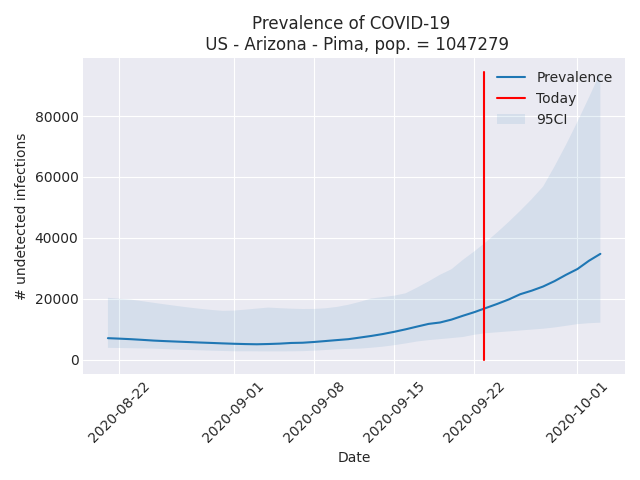 Prevalence of COVID-19
US - Arizona - Pima, pop. = 1047279
Prevalence
Today
95CI
# undetected infections
80000
60000
40000
20000
0
2020-08-22
2020-09-01
2020-09-08
2020-09-15
2020-09-22
2020-10-01
Date